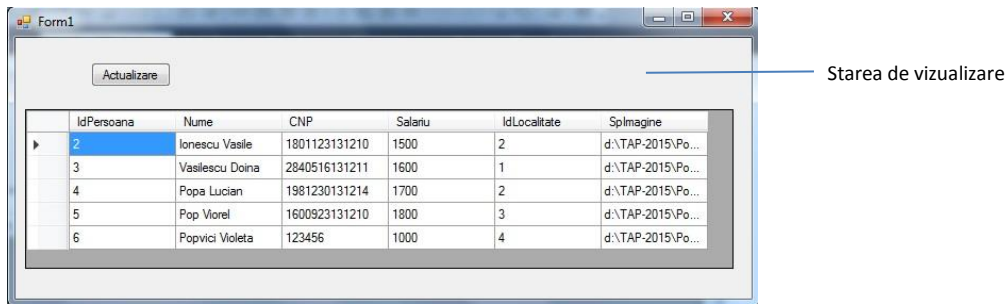 Form1
Actualizare
Starea de vizualizare
IdPersoana Nume CNP Salariu IdLocalitate SpImagine
2 Ionescu Vasile 1801123131210 1500 2 d:\TAP-2015\Po...
3 Vasilescu Doina 2840516131211 1600 1 d:\TAP-2015\Po...
4 Popa Lucian 1981230131214 1700 2 d:\TAP-2015\Po...
5 Pop Viorel 1600923131210 1800 3 d:\TAP-2015\Po...
6 Popvici Violeta 123456 1000 4 d:\TAP-2015\Po...